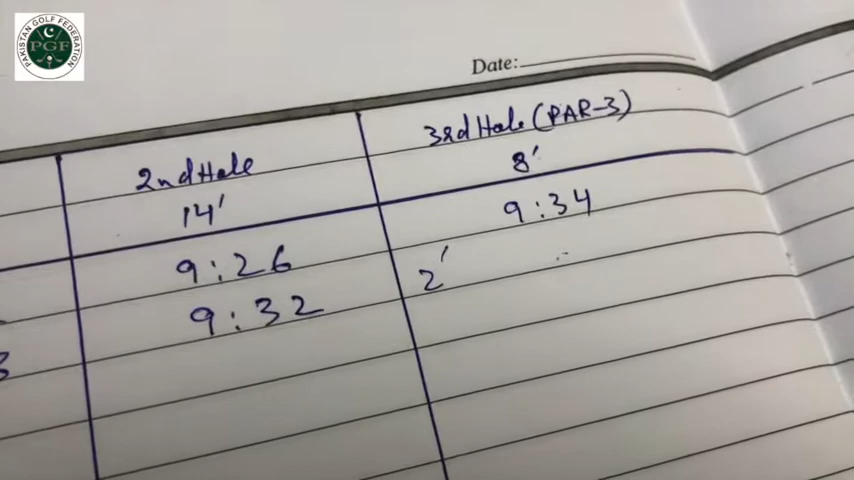 PAKISTAN GOLF FEDERATION
PGF
Date:
2nd Hole
3rd Hole (PAR-3)
14'
8'
9:26
9:34
9:32
2'
3